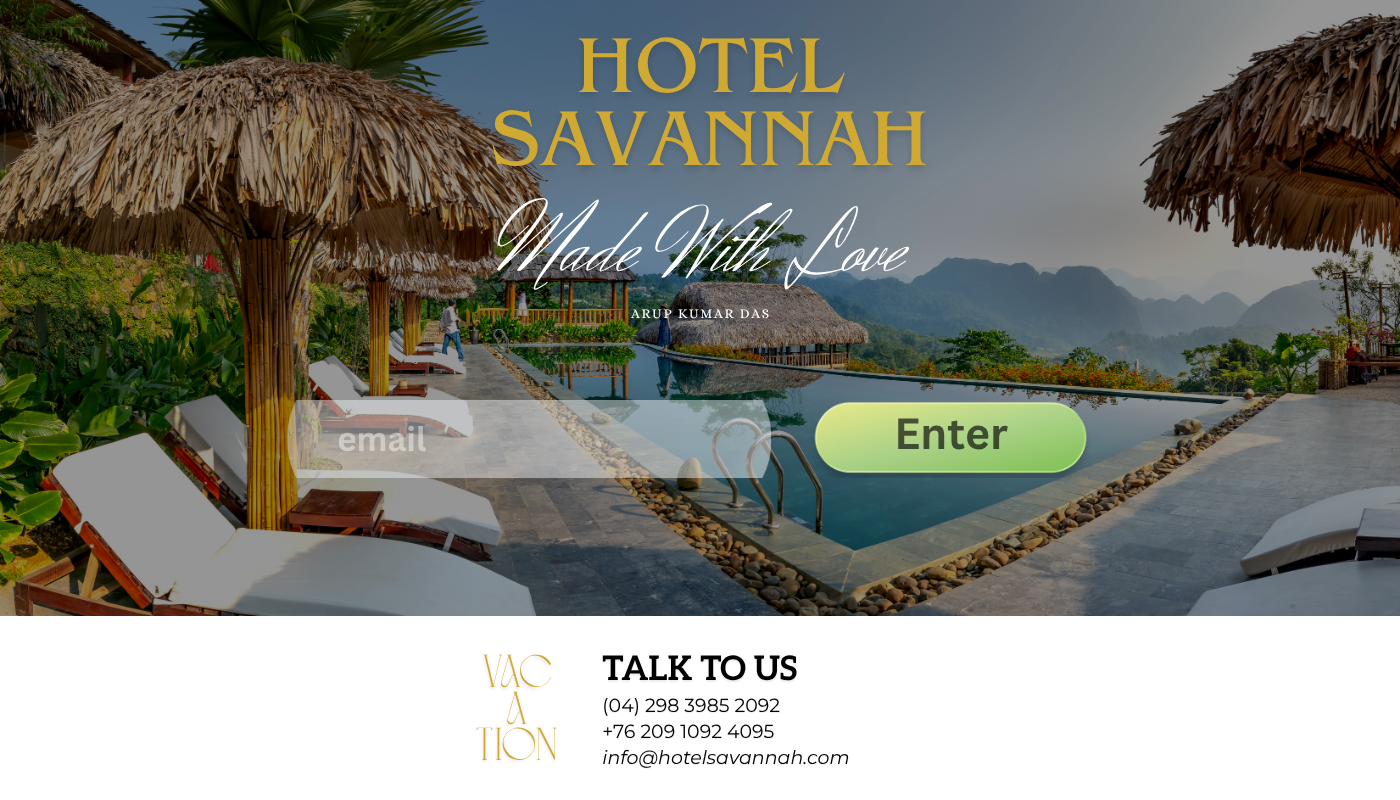 HOTEL
SAVANNAH
Made With Love
ARUP KUMAR DAS
email
Enter
VAC
A
TION
TALK TO US
(04) 298 3985 2092
+76 209 1092 4095
info@hotelsavannah.com